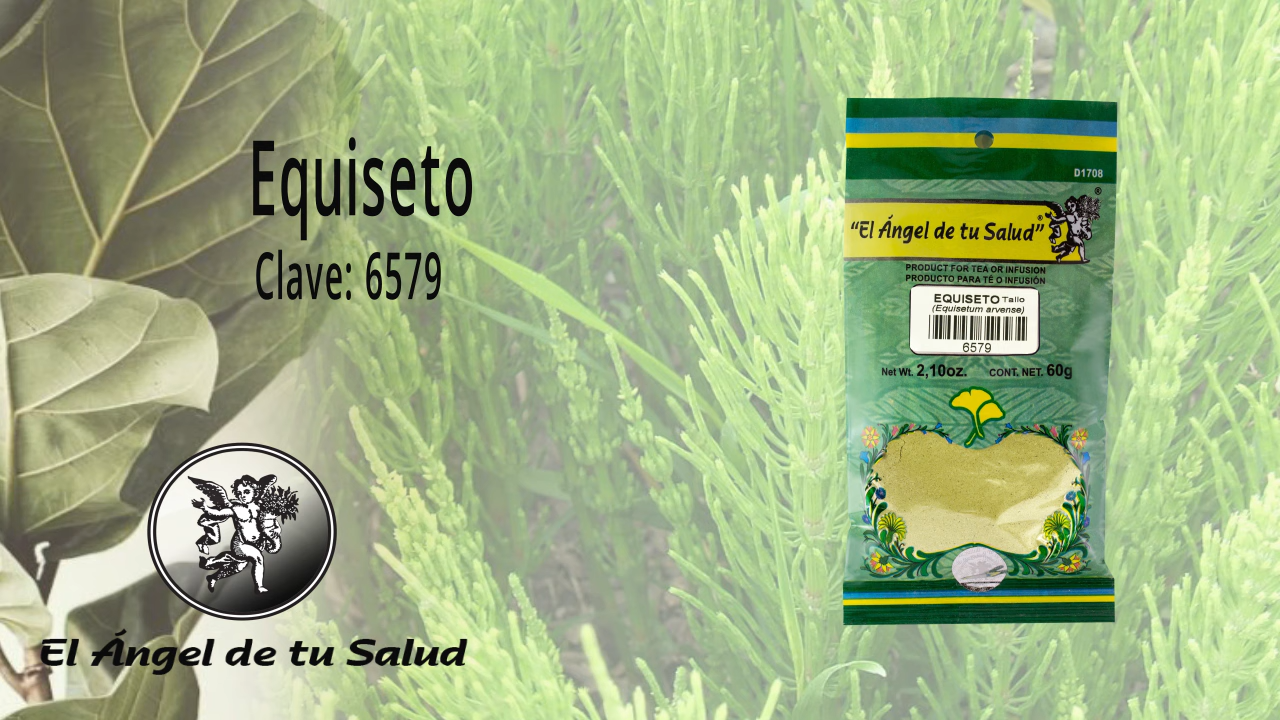 Equiseto
Clave: 6579
El Ángel de tu Salud
D1708
®
“El Ángel de tu Salud”®
PRODUCT FOR TEA OR INFUSION
PRODUCTO PARA TÉ O INFUSIÓN
EQUISETO Tallo
(Equisetum arvense)
6579
Net Wt. 2,10oz. CONT. NET. 60g